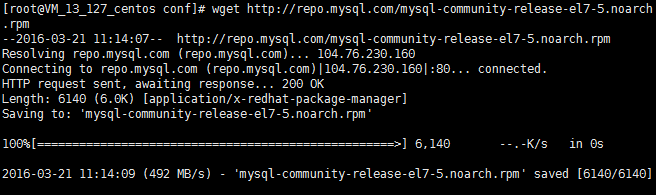 [root@VM_13_127_centos conf]# wget http://repo.mysql.com/mysql-community-release-el7-5.noarch
.rpm
--2016-03-21 11:14:07--  http://repo.mysql.com/mysql-community-release-el7-5.noarch.rpm
Resolving repo.mysql.com (repo.mysql.com)... 104.76.230.160
Connecting to repo.mysql.com (repo.mysql.com)|104.76.230.160|:80... connected.
HTTP request sent, awaiting response... 200 OK
Length: 6140 (6.0K) [application/x-redhat-package-manager]
Saving to: 'mysql-community-release-el7-5.noarch.rpm'
100%[===================================================>] 6,140       --.-K/s   in 0s
2016-03-21 11:14:09 (492 MB/s) - 'mysql-community-release-el7-5.noarch.rpm' saved [6140/6140]